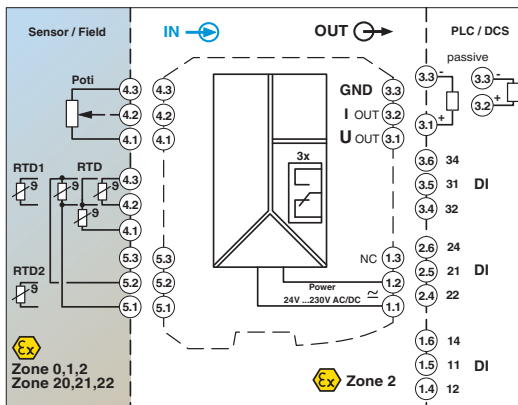 Sensor / Field
IN
OUT
PLC / DCS
Poti
4.3
4.2
4.1
4.3
4.2
4.1
GND 3.3
I OUT 3.2
U OUT 3.1
passive
3.3 -
3.1 +
3.3 -
3.2 +
RTD1 ϑ
RTD
ϑ
ϑ
ϑ
4.3
4.2
4.1
3x
3.6 34
3.5 31 DI
3.4 32
RTD2 ϑ
5.3
5.2
5.1
5.3
5.2
5.1
NC 1.3
Power 1.2
24V ...230V AC/DC 1.1
2.6 24
2.5 21 DI
2.4 22
1.6 14
1.5 11 DI
1.4 12
Ex
Zone 0,1,2
Zone 20,21,22
Ex Zone 2